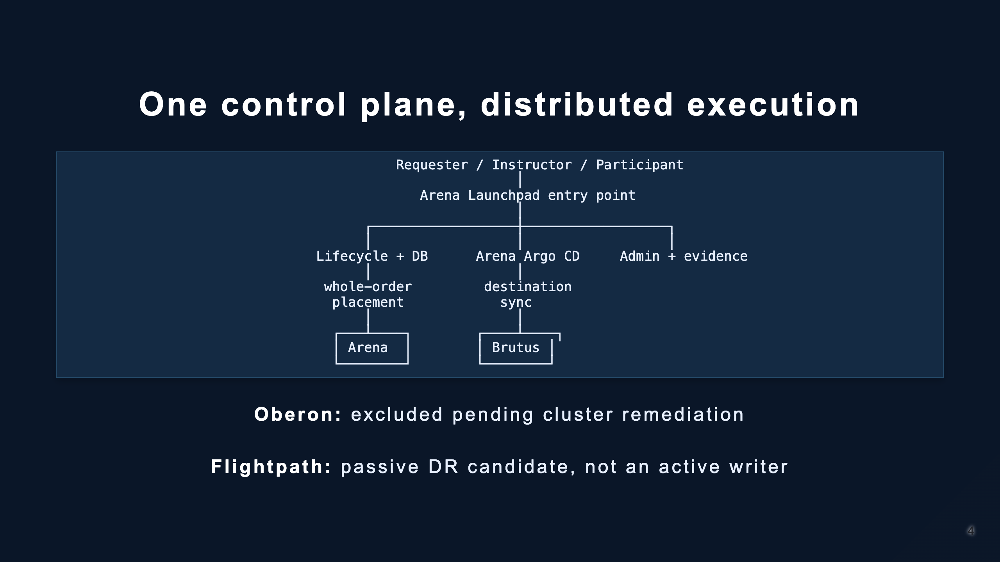 One control plane, distributed execution
Requester / Instructor / Participant
Arena Launchpad entry point
Lifecycle + DB Arena Argo CD Admin + evidence
whole-order destination
placement sync
Arena Brutus
Oberon: excluded pending cluster remediation
Flightpath: passive DR candidate, not an active writer
4